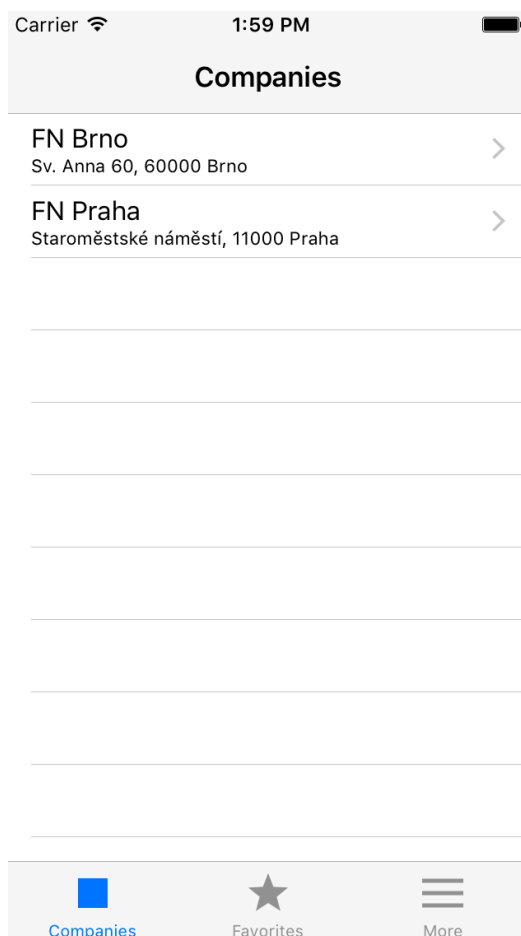 Carrier 1:59 PM
Companies
FN Brno
Sv. Anna 60, 60000 Brno
FN Praha
Staroměstské náměstí, 11000 Praha
Companies Favorites More